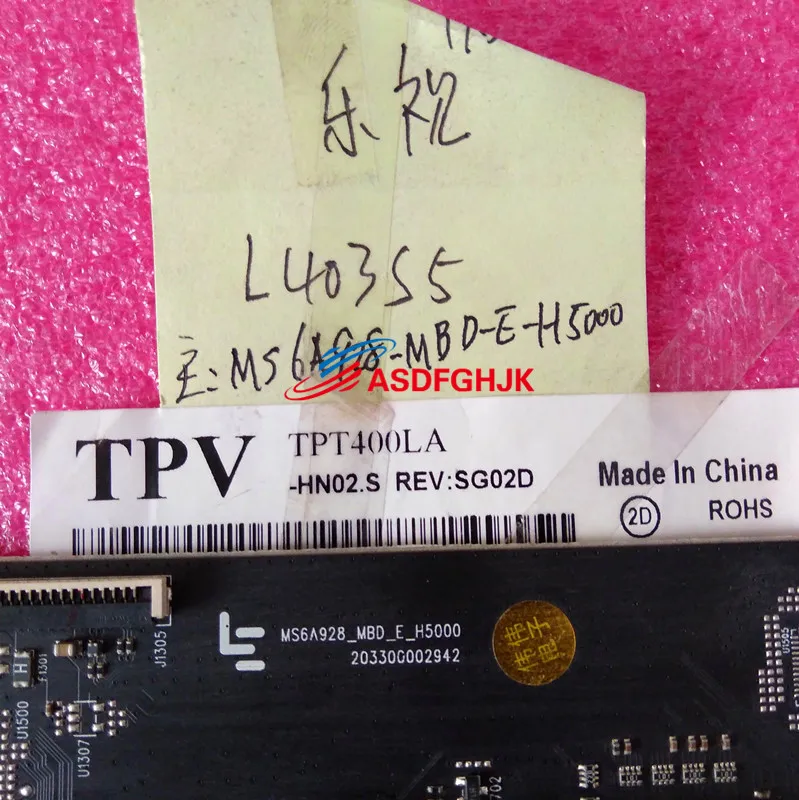 乐视
L403S5
主: MS6A928-MBD-E-H5000
ASDFGHJK
TPV
TPT400LA
-HN02.S REV:SG02D
Made In China
2D
ROHS
MS6A928_MBD_E_H5000
203300002942
J1305
U1500
U1307